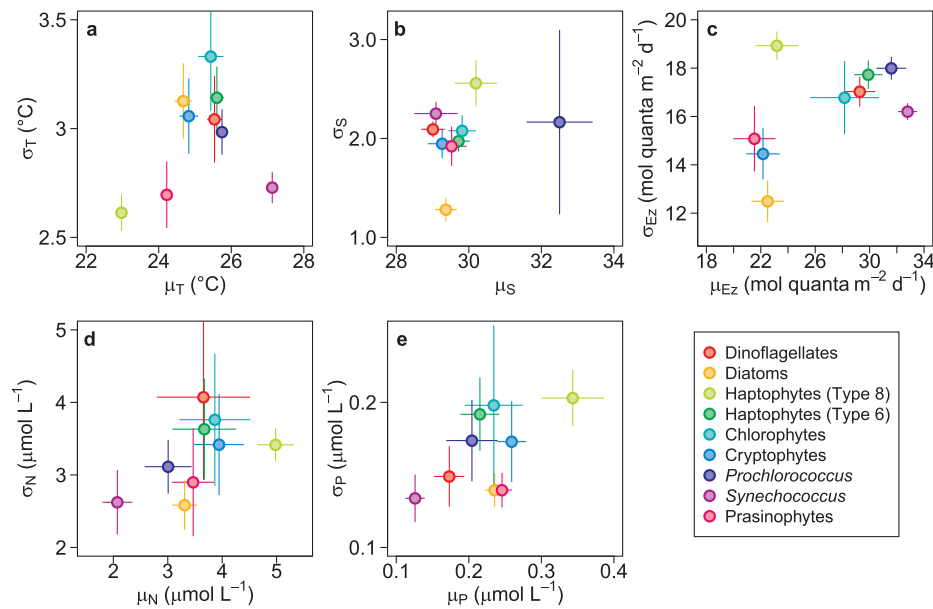 a
σT (°C)
3.5
3.0
2.5
22 24 26 28
μT (°C)
b
σS
3.0
2.0
1.0
28 30 32 34
μS
c
σEz (mol quanta m−2 d−1)
20
18
16
14
12
10
18 22 26 30 34
μEz (mol quanta m−2 d−1)
d
σN (μmol L−1)
5
4
3
2
2 3 4 5
μN (μmol L−1)
e
σP (μmol L−1)
0.2
0.1
0.1 0.2 0.3 0.4
μP (μmol L−1)
Dinoflagellates
Diatoms
Haptophytes (Type 8)
Haptophytes (Type 6)
Chlorophytes
Cryptophytes
Prochlorococcus
Synechococcus
Prasinophytes